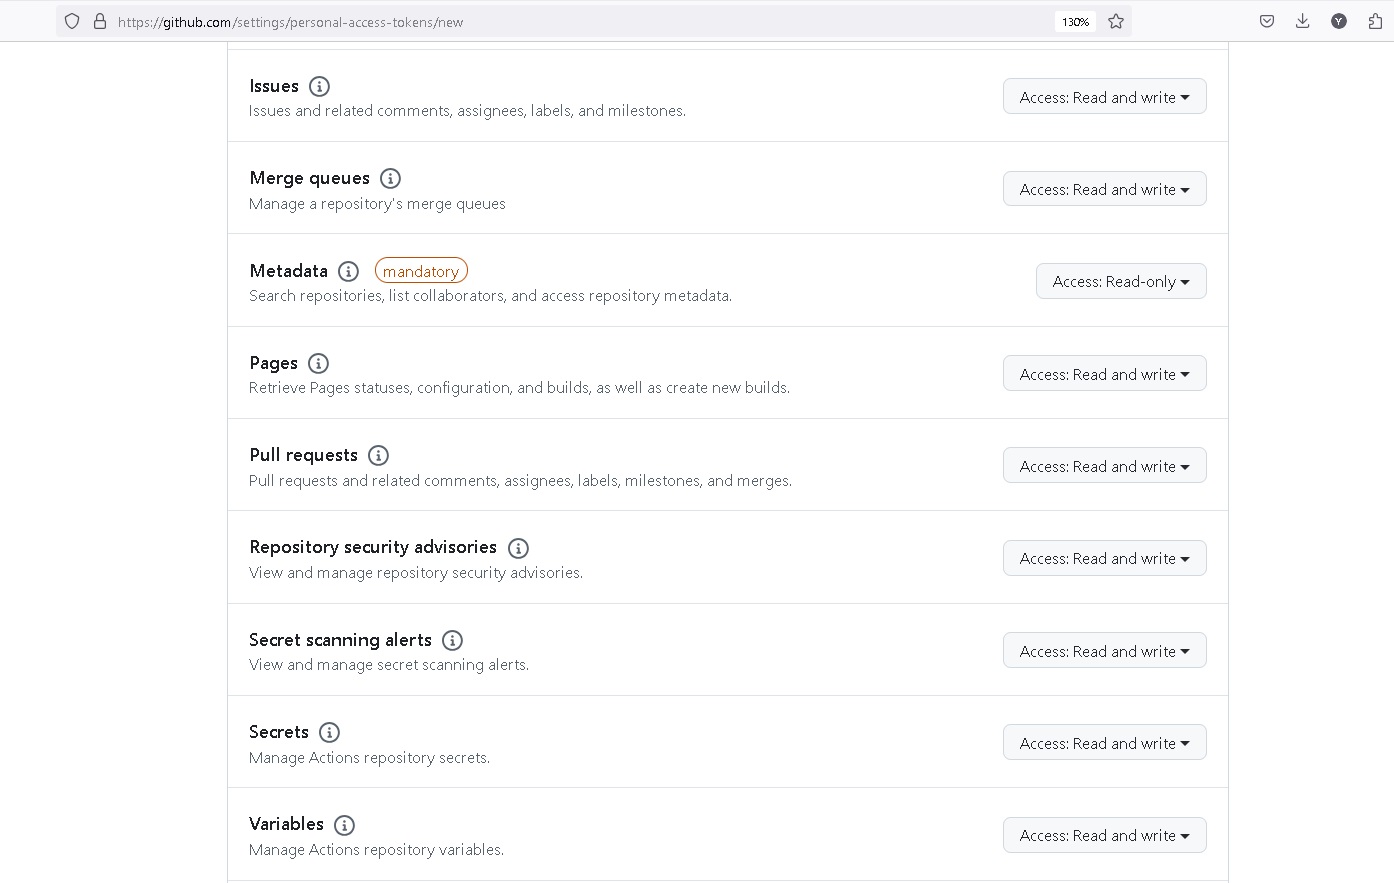 https://github.com/settings/personal-access-tokens/new
130%
Y
Issues
Access: Read and write
Issues and related comments, assignees, labels, and milestones.
Merge queues
Access: Read and write
Manage a repository's merge queues
Metadata mandatory
Access: Read-only
Search repositories, list collaborators, and access repository metadata.
Pages
Access: Read and write
Retrieve Pages statuses, configuration, and builds, as well as create new builds.
Pull requests
Access: Read and write
Pull requests and related comments, assignees, labels, milestones, and merges.
Repository security advisories
Access: Read and write
View and manage repository security advisories.
Secret scanning alerts
Access: Read and write
View and manage secret scanning alerts.
Secrets
Access: Read and write
Manage Actions repository secrets.
Variables
Access: Read and write
Manage Actions repository variables.